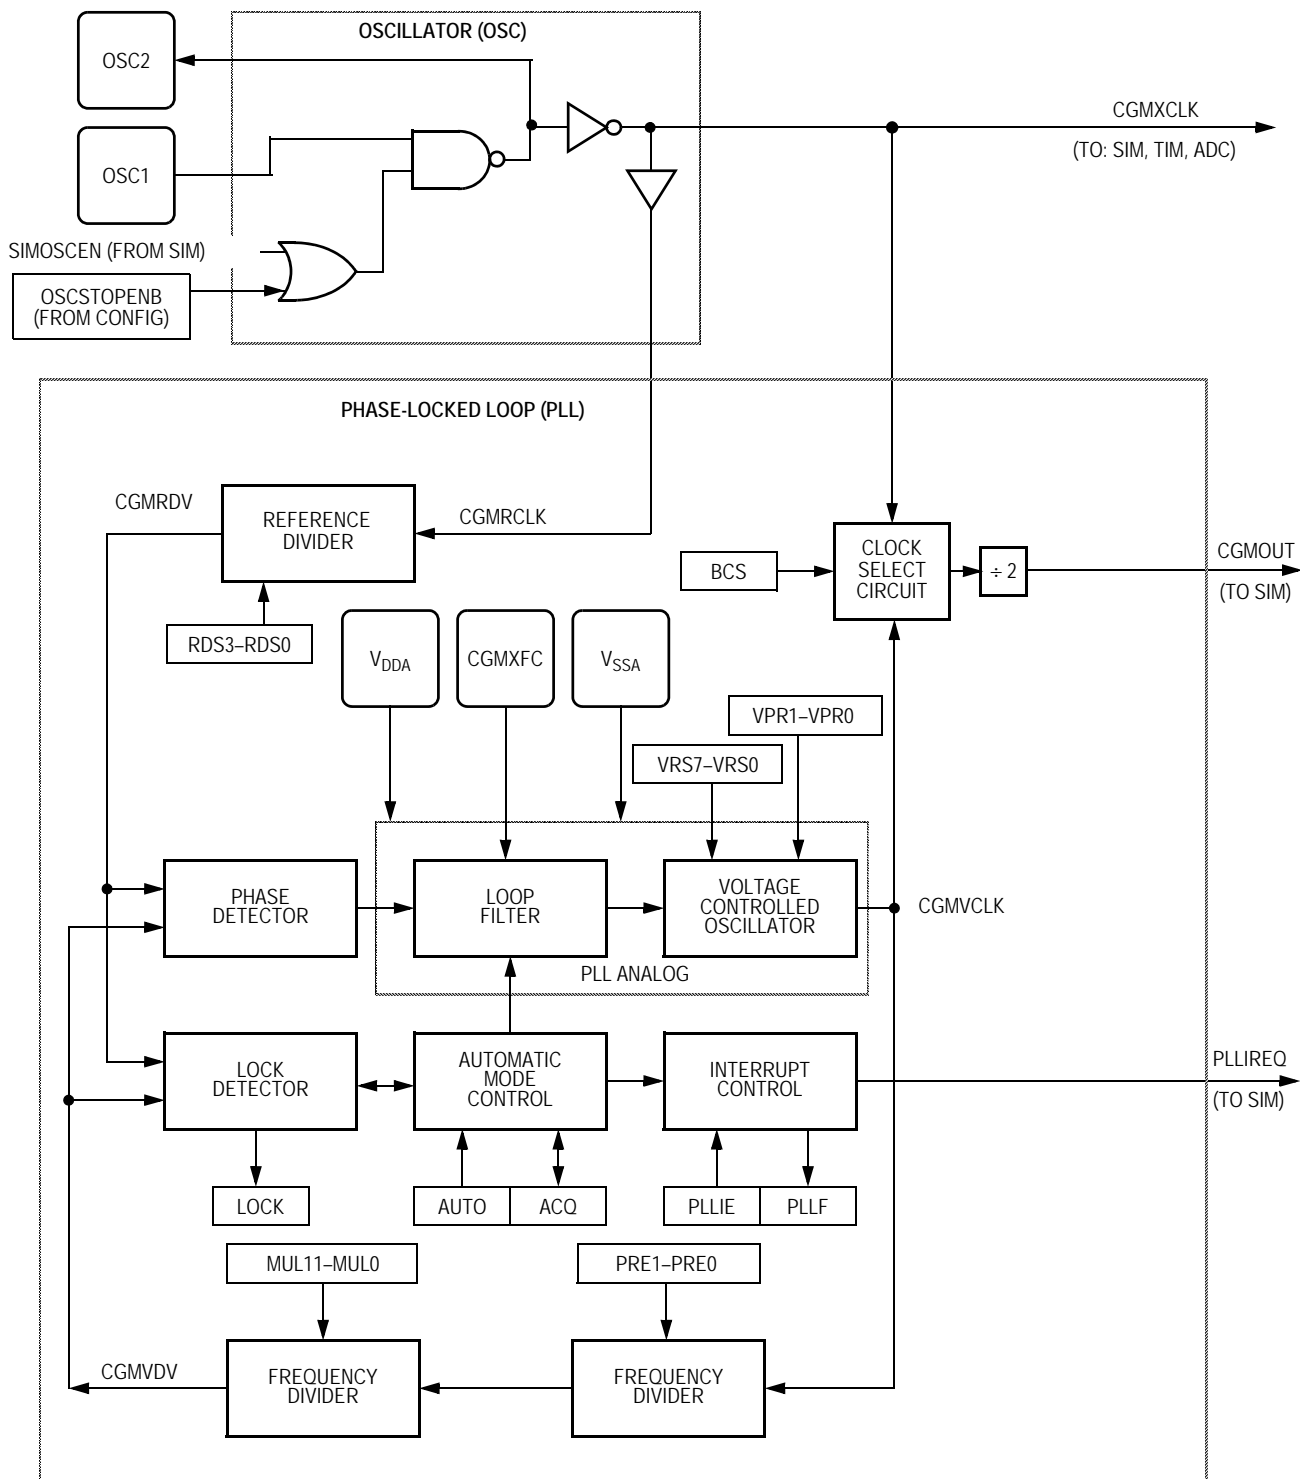 OSCILLATOR (OSC)
OSC2
CGMXCLK
(TO: SIM, TIM, ADC)
OSC1
SIMOSCEN (FROM SIM)
OSCSTOPENB
(FROM CONFIG)
PHASE-LOCKED LOOP (PLL)
CGMRDV
REFERENCE
DIVIDER
CGMRCLK
CLOCK
SELECT
CIRCUIT
BCS
÷ 2
CGMOUT
(TO SIM)
RDS3–RDS0
VDDA
CGMXFC
VSSA
VPR1–VPR0
VRS7–VRS0
PHASE
DETECTOR
LOOP
FILTER
VOLTAGE
CONTROLLED
OSCILLATOR
CGMVCLK
PLL ANALOG
LOCK
DETECTOR
AUTOMATIC
MODE
CONTROL
INTERRUPT
CONTROL
PLLIREQ
(TO SIM)
LOCK
AUTO
ACQ
PLLIE
PLLF
MUL11–MUL0
PRE1–PRE0
CGMVDV
FREQUENCY
DIVIDER
FREQUENCY
DIVIDER